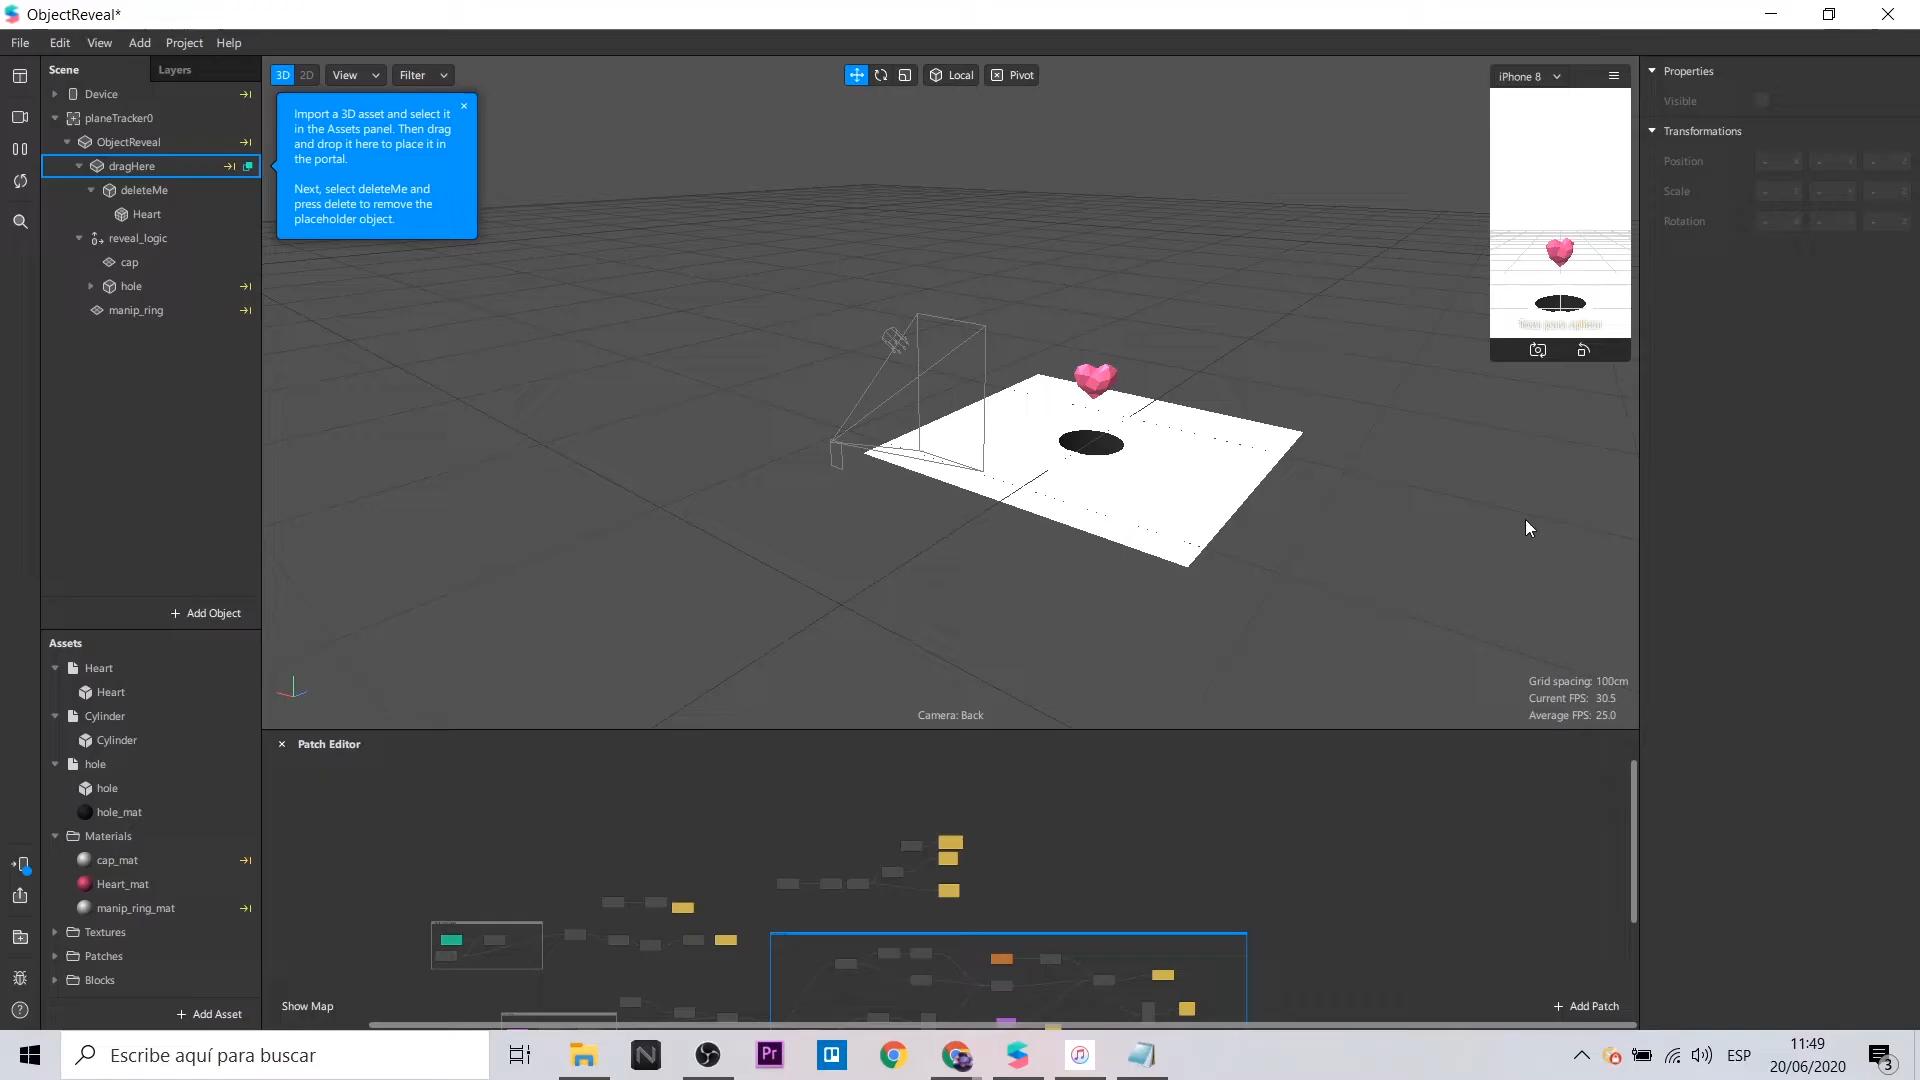 ObjectReveal*
File Edit View Add Project Help
Scene
Layers
Device
planeTracker0
ObjectReveal
dragHere
deleteMe
Heart
reveal_logic
cap
hole
manip_ring
+ Add Object
Assets
Heart
Heart
Cylinder
Cylinder
hole
hole
hole_mat
Materials
cap_mat
Heart_mat
manip_ring_mat
Textures
Patches
Blocks
+ Add Asset
3D 2D View Filter
Local Pivot
Import a 3D asset and select it
in the Assets panel. Then drag
and drop it here to place it in
the portal.
Next, select deleteMe and
press delete to remove the
placeholder object.
iPhone 8
Grid spacing: 100cm
Current FPS: 30.5
Average FPS: 25.0
Camera: Back
Patch Editor
Show Map
+ Add Patch
Properties
Visible
Transformations
Position
Scale
Rotation
Escribe aquí para buscar
Pr
ESP
11:49
20/06/2020
3